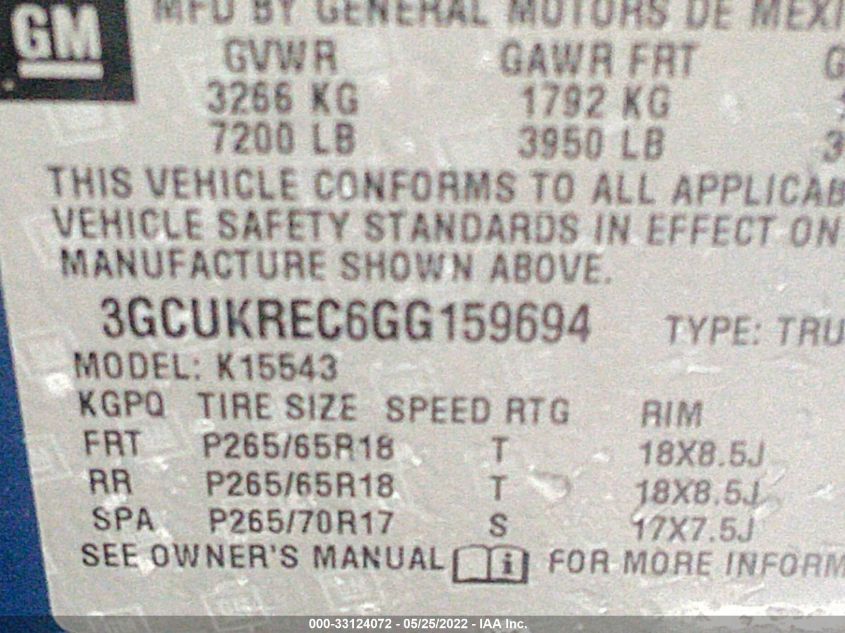 GM
MFD BY GENERAL MOTORS DE MEXI
GVWR GAWR FRT G
3266 KG 1792 KG
7200 LB 3950 LB 3
THIS VEHICLE CONFORMS TO ALL APPLICAB
VEHICLE SAFETY STANDARDS IN EFFECT ON
MANUFACTURE SHOWN ABOVE.
3GCUKREC6GG159694 TYPE: TRU
MODEL: K15543
KGPQ TIRE SIZE SPEED RTG RIM
FRT P265/65R18 T 18X8.5J
RR P265/65R18 T 18X8.5J
SPA P265/70R17 S 17X7.5J
SEE OWNER'S MANUAL i FOR MORE INFORM
000-33124072 - 05/25/2022 - IAA Inc.